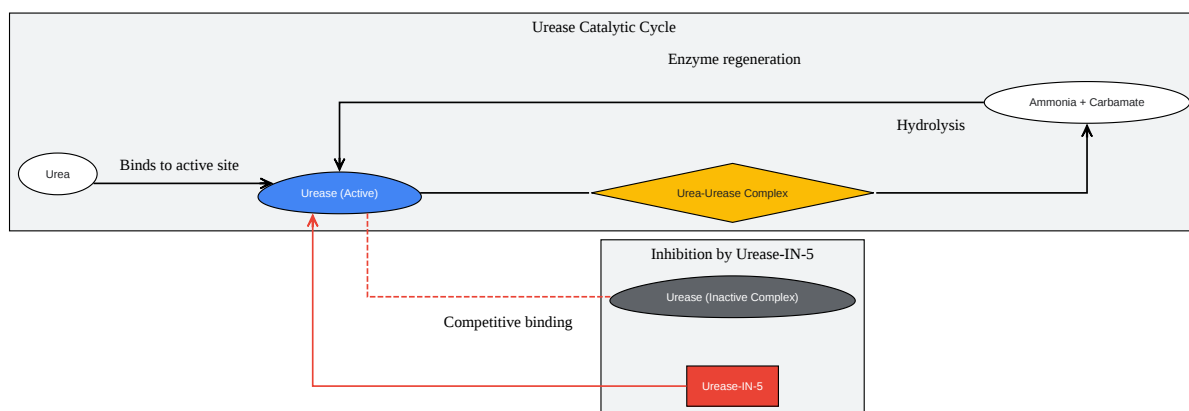 Urease Catalytic Cycle
Enzyme regeneration
Ammonia + Carbamate
Hydrolysis
Binds to active site
Urea
Urease (Active)
Urea-Urease Complex
Inhibition by Urease-IN-5
Urease (Inactive Complex)
Competitive binding
Urease-IN-5